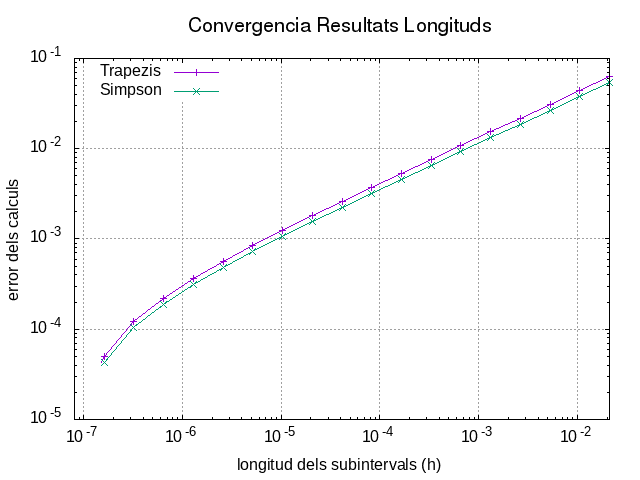 Convergencia Resultats Longituds
Trapezis
Simpson
10^-1
10^-2
10^-3
10^-4
10^-5
error dels calculs
10^-7 10^-6 10^-5 10^-4 10^-3 10^-2
longitud dels subintervals (h)